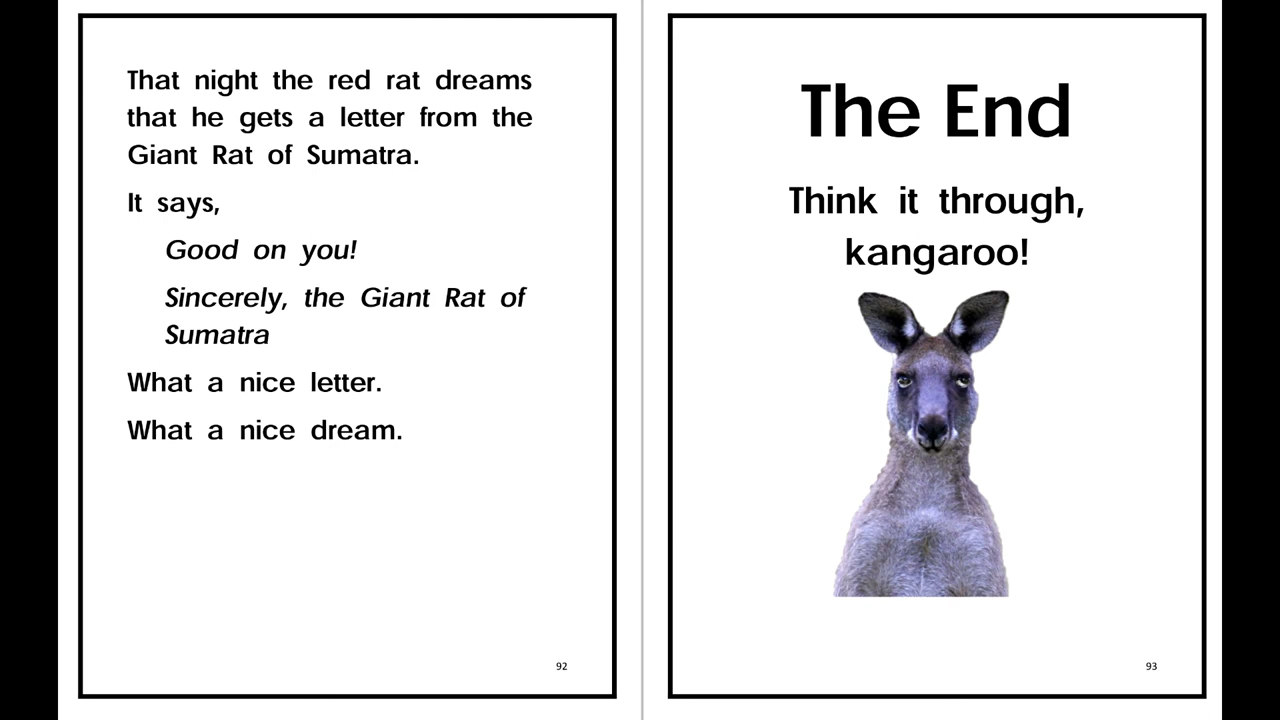 That night the red rat dreams
that he gets a letter from the
Giant Rat of Sumatra.
It says,
Good on you!
Sincerely, the Giant Rat of
Sumatra
What a nice letter.
What a nice dream.
92
The End
Think it through,
kangaroo!
93